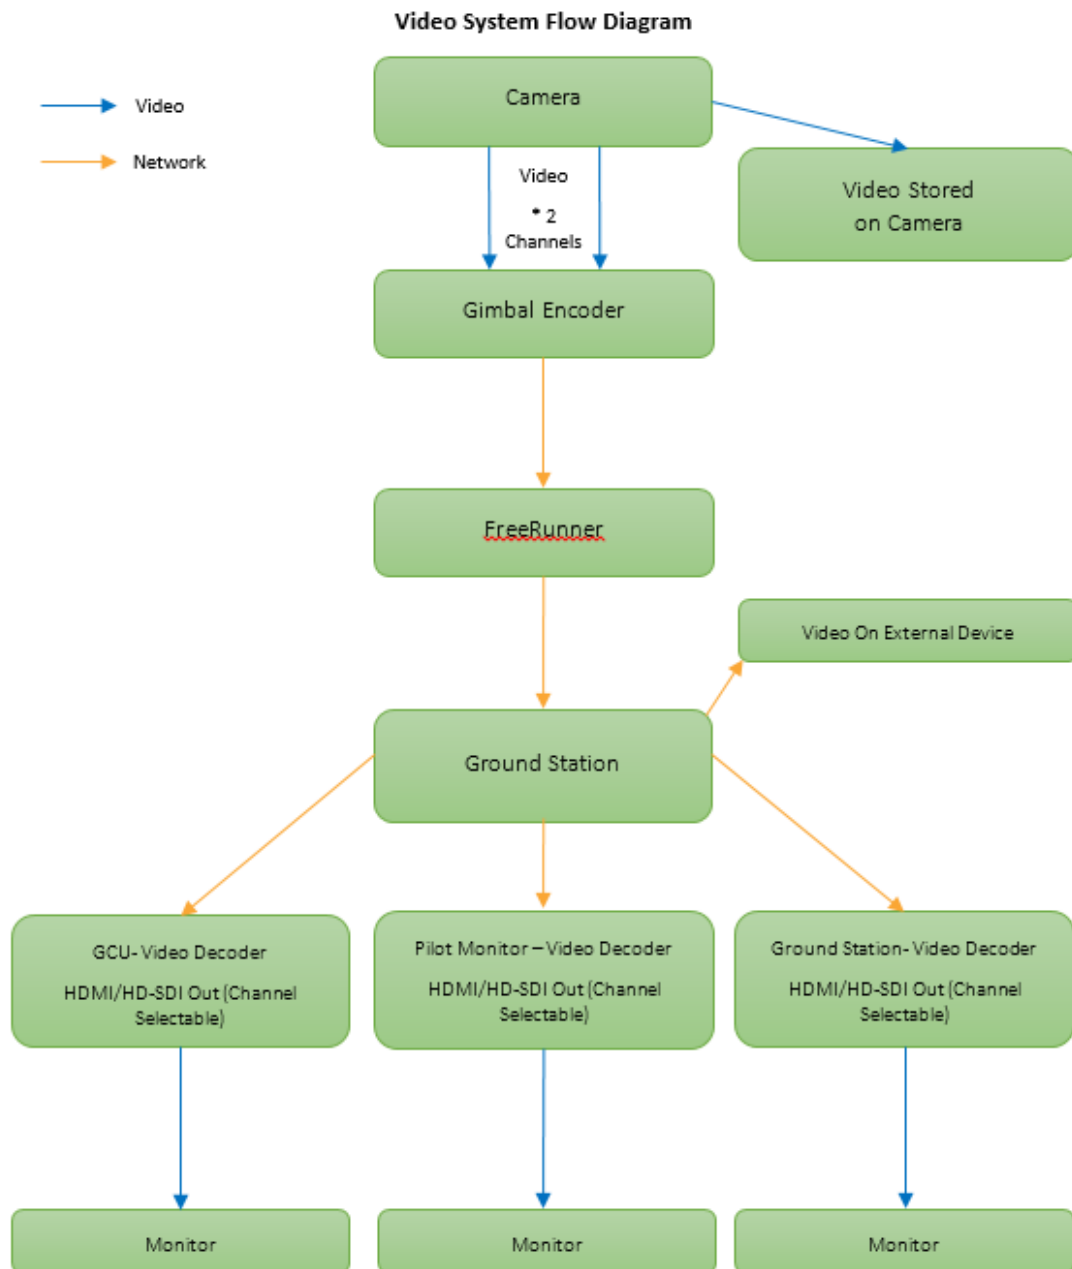 Video System Flow Diagram
Video
Network
Camera
Video
* 2
Channels
Video Stored
on Camera
Gimbal Encoder
FreeRunner
Video On External Device
Ground Station
GCU- Video Decoder
HDMI/HD-SDI Out (Channel
Selectable)
Pilot Monitor – Video Decoder
HDMI/HD-SDI Out (Channel
Selectable)
Ground Station- Video Decoder
HDMI/HD-SDI Out (Channel
Selectable)
Monitor
Monitor
Monitor